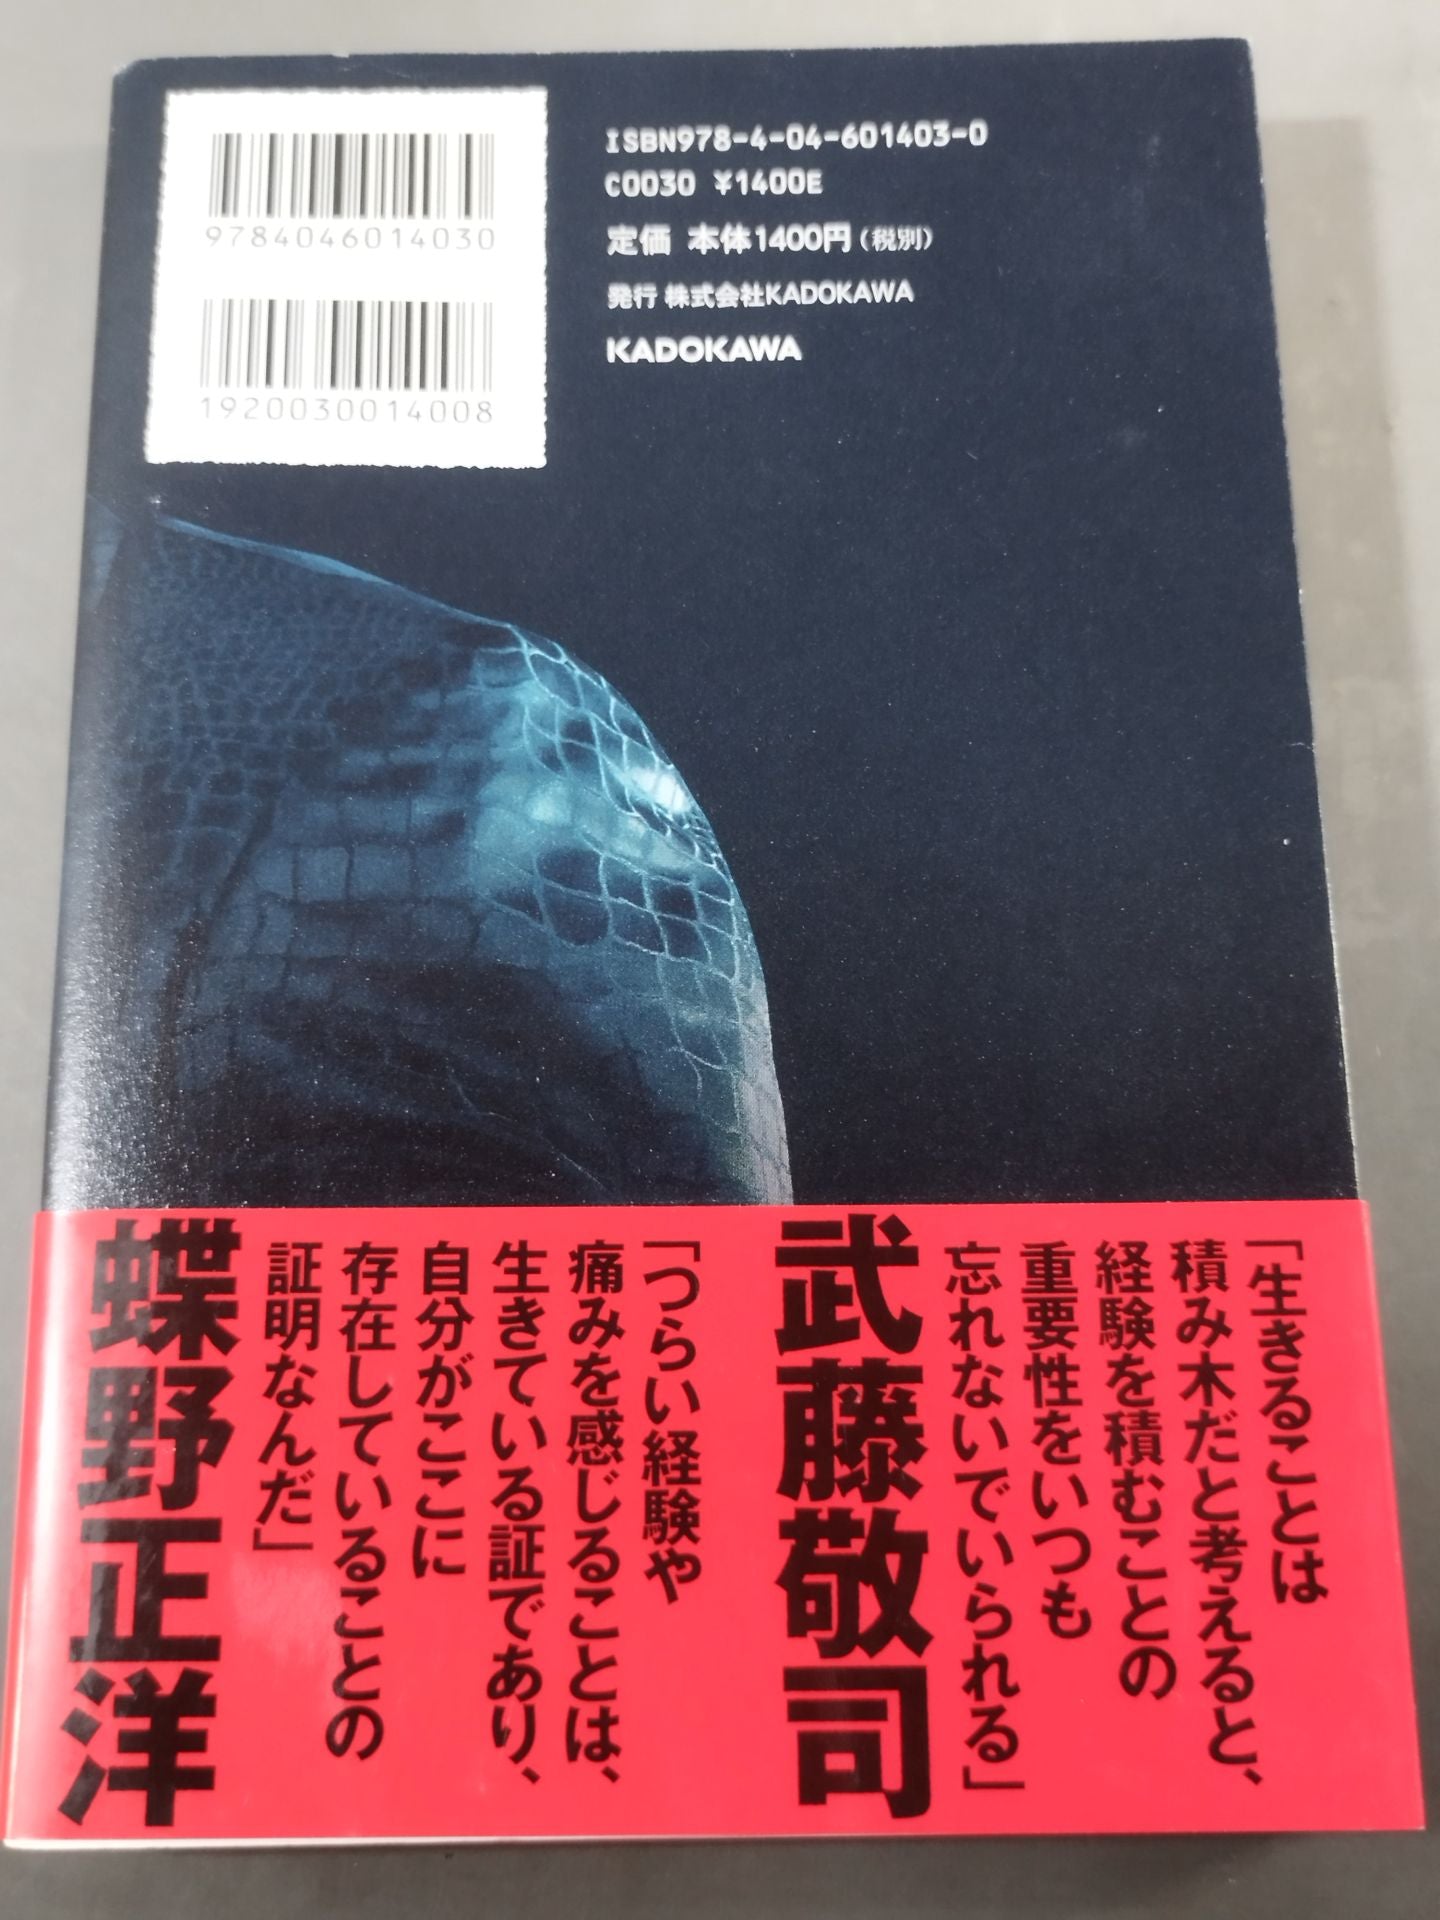 9784046014030
1920030014008
ISBN978-4-04-601403-0
C0030 ¥1400E
定価 本体1400円(税別)
発行 株式会社KADOKAWA
KADOKAWA
「生きることは
積み木だと考えると、
経験を積むことの
重要性をいつも
忘れないでいられる」
武藤敬司
「つらい経験や
痛みを感じることは、
生きている証であり、
自分がここに
存在していることの
証明なんだ」
蝶野正洋